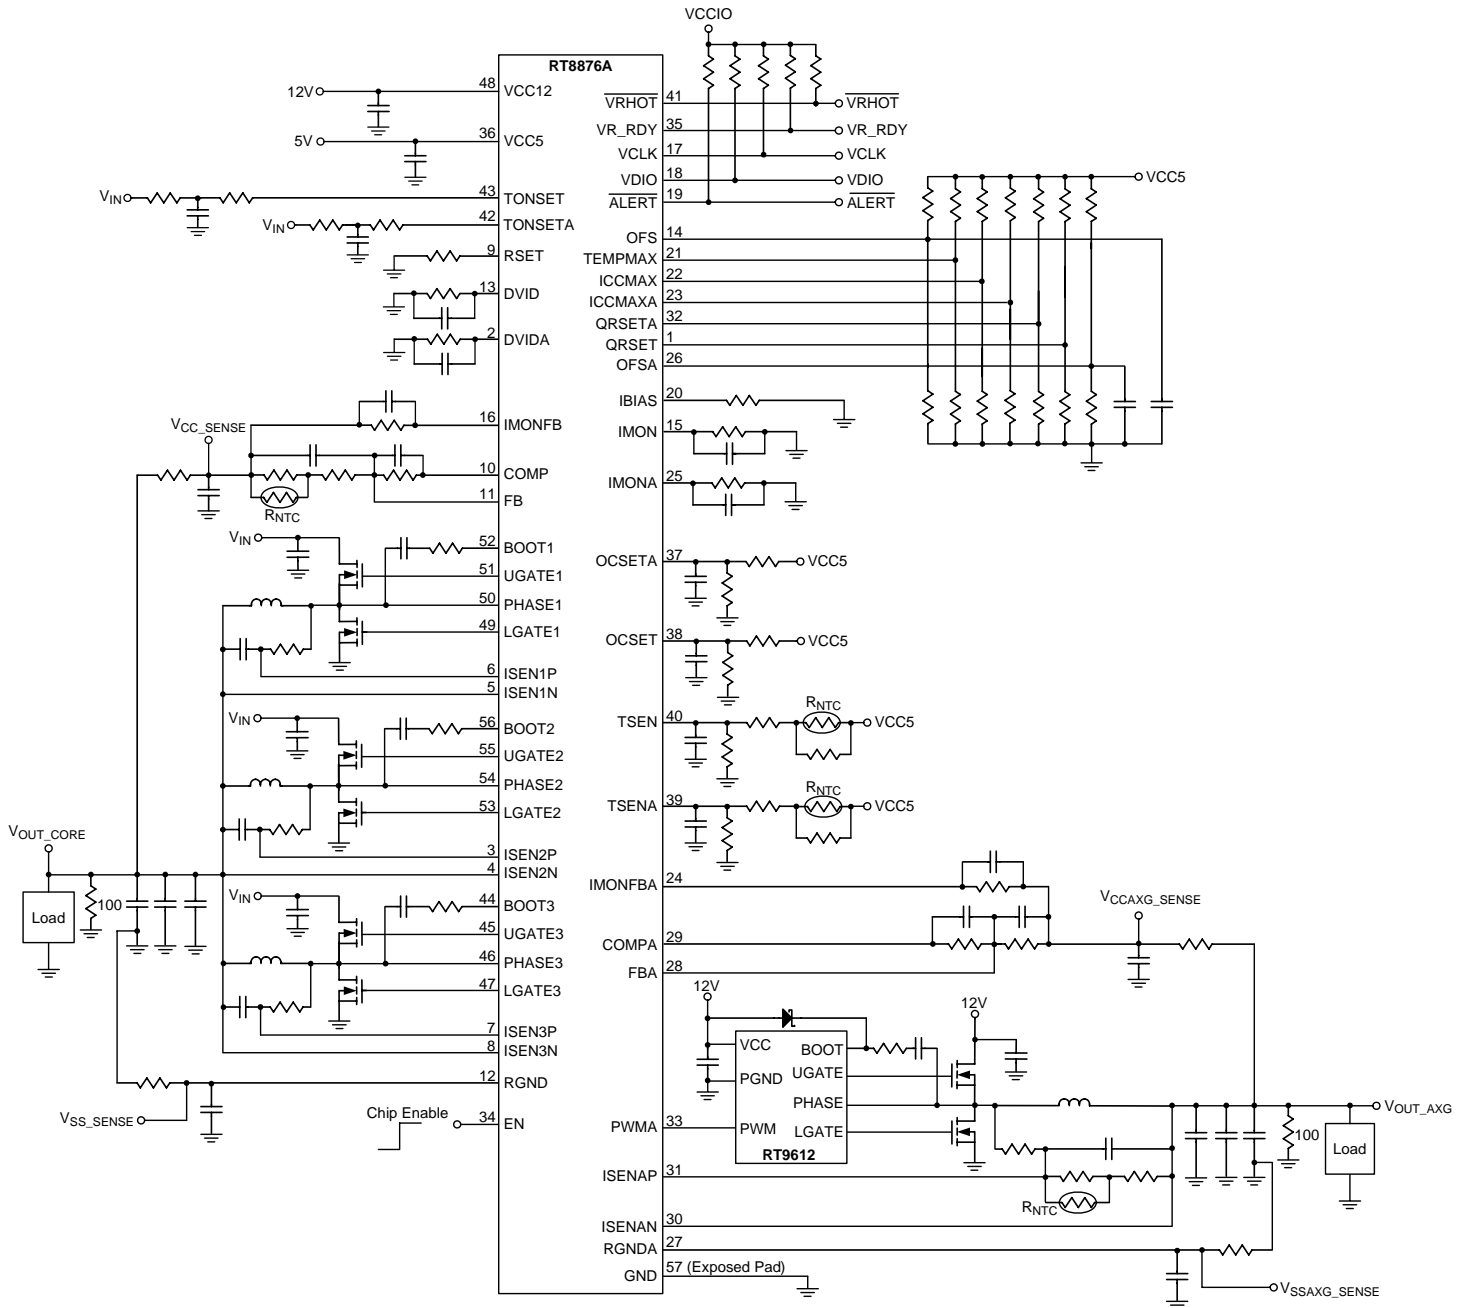 VCCIO
RT8876A
12V
48
VCC12
VRHOT
41
VRHOT
VR_RDY
35
VR_RDY
5V
36
VCC5
VCLK
17
VCLK
VDIO
18
VDIO
VCC5
VIN
43
TONSET
ALERT
19
ALERT
VIN
42
TONSETA
OFS
14
9
RSET
TEMPMAX
21
ICCMAX
22
13
DVID
ICCMAXA
23
QRSETA
32
2
DVIDA
QRSET
1
OFSA
26
IBIAS
20
VCC_SENSE
16
IMONFB
IMON
15
10
COMP
IMONA
25
11
FB
RNTC
VIN
52
BOOT1
OCSETA
37
VCC5
51
UGATE1
50
PHASE1
49
LGATE1
OCSET
38
VCC5
6
ISEN1P
5
ISEN1N
VIN
56
BOOT2
TSEN
40
RNTC
VCC5
55
UGATE2
54
PHASE2
53
LGATE2
TSENA
39
RNTC
VCC5
VOUT_CORE
3
ISEN2P
4
ISEN2N
Load
100
VIN
44
BOOT3
IMONFBA
24
VCCAXG_SENSE
45
UGATE3
COMPA
29
46
PHASE3
FBA
28
47
LGATE3
12V
12V
7
ISEN3P
8
ISEN3N
VCC
BOOT
PGND
UGATE
12
RGND
PHASE
VOUT_AXG
VSS_SENSE
Chip Enable
34
EN
PWMA
33
PWM
LGATE
RT9612
100
Load
ISENAP
31
RNTC
ISENAN
30
RGNDA
27
GND
57 (Exposed Pad)
VSSAXG_SENSE